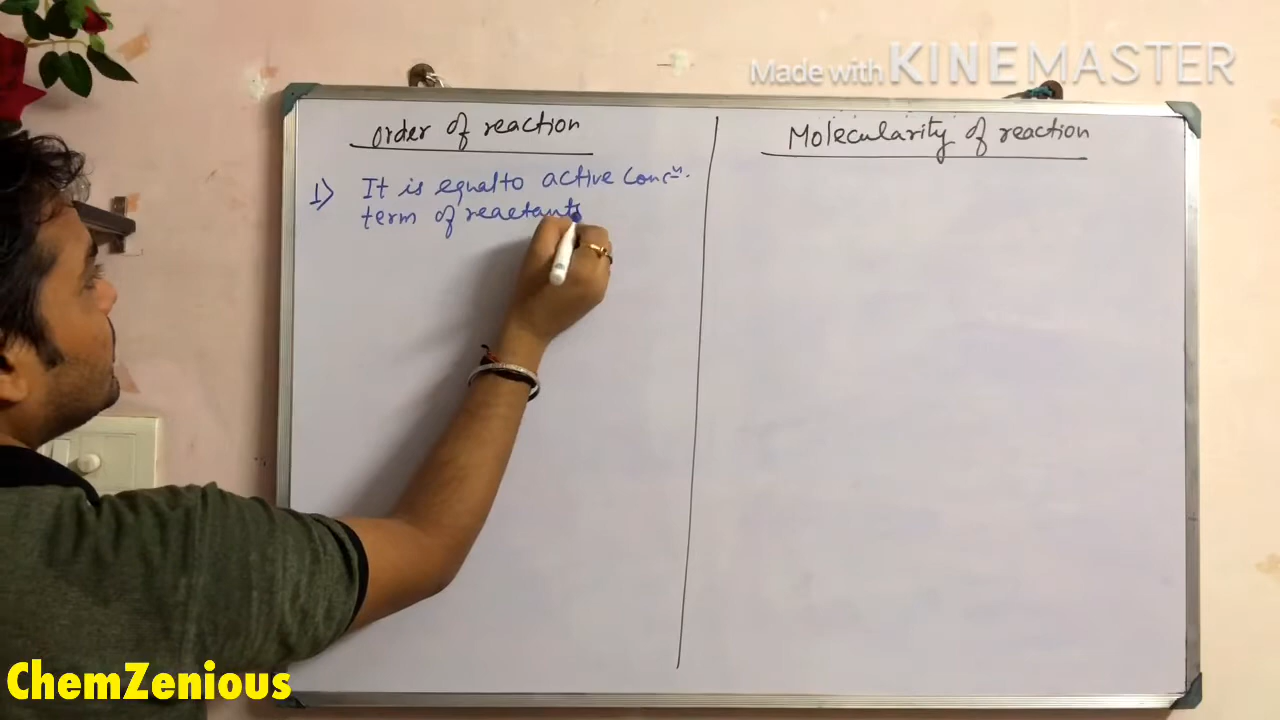 Made with KINEMASTER
Order of reaction
Molecularity of reaction
1) It is equal to active Concn.
term of reactants
ChemZenious